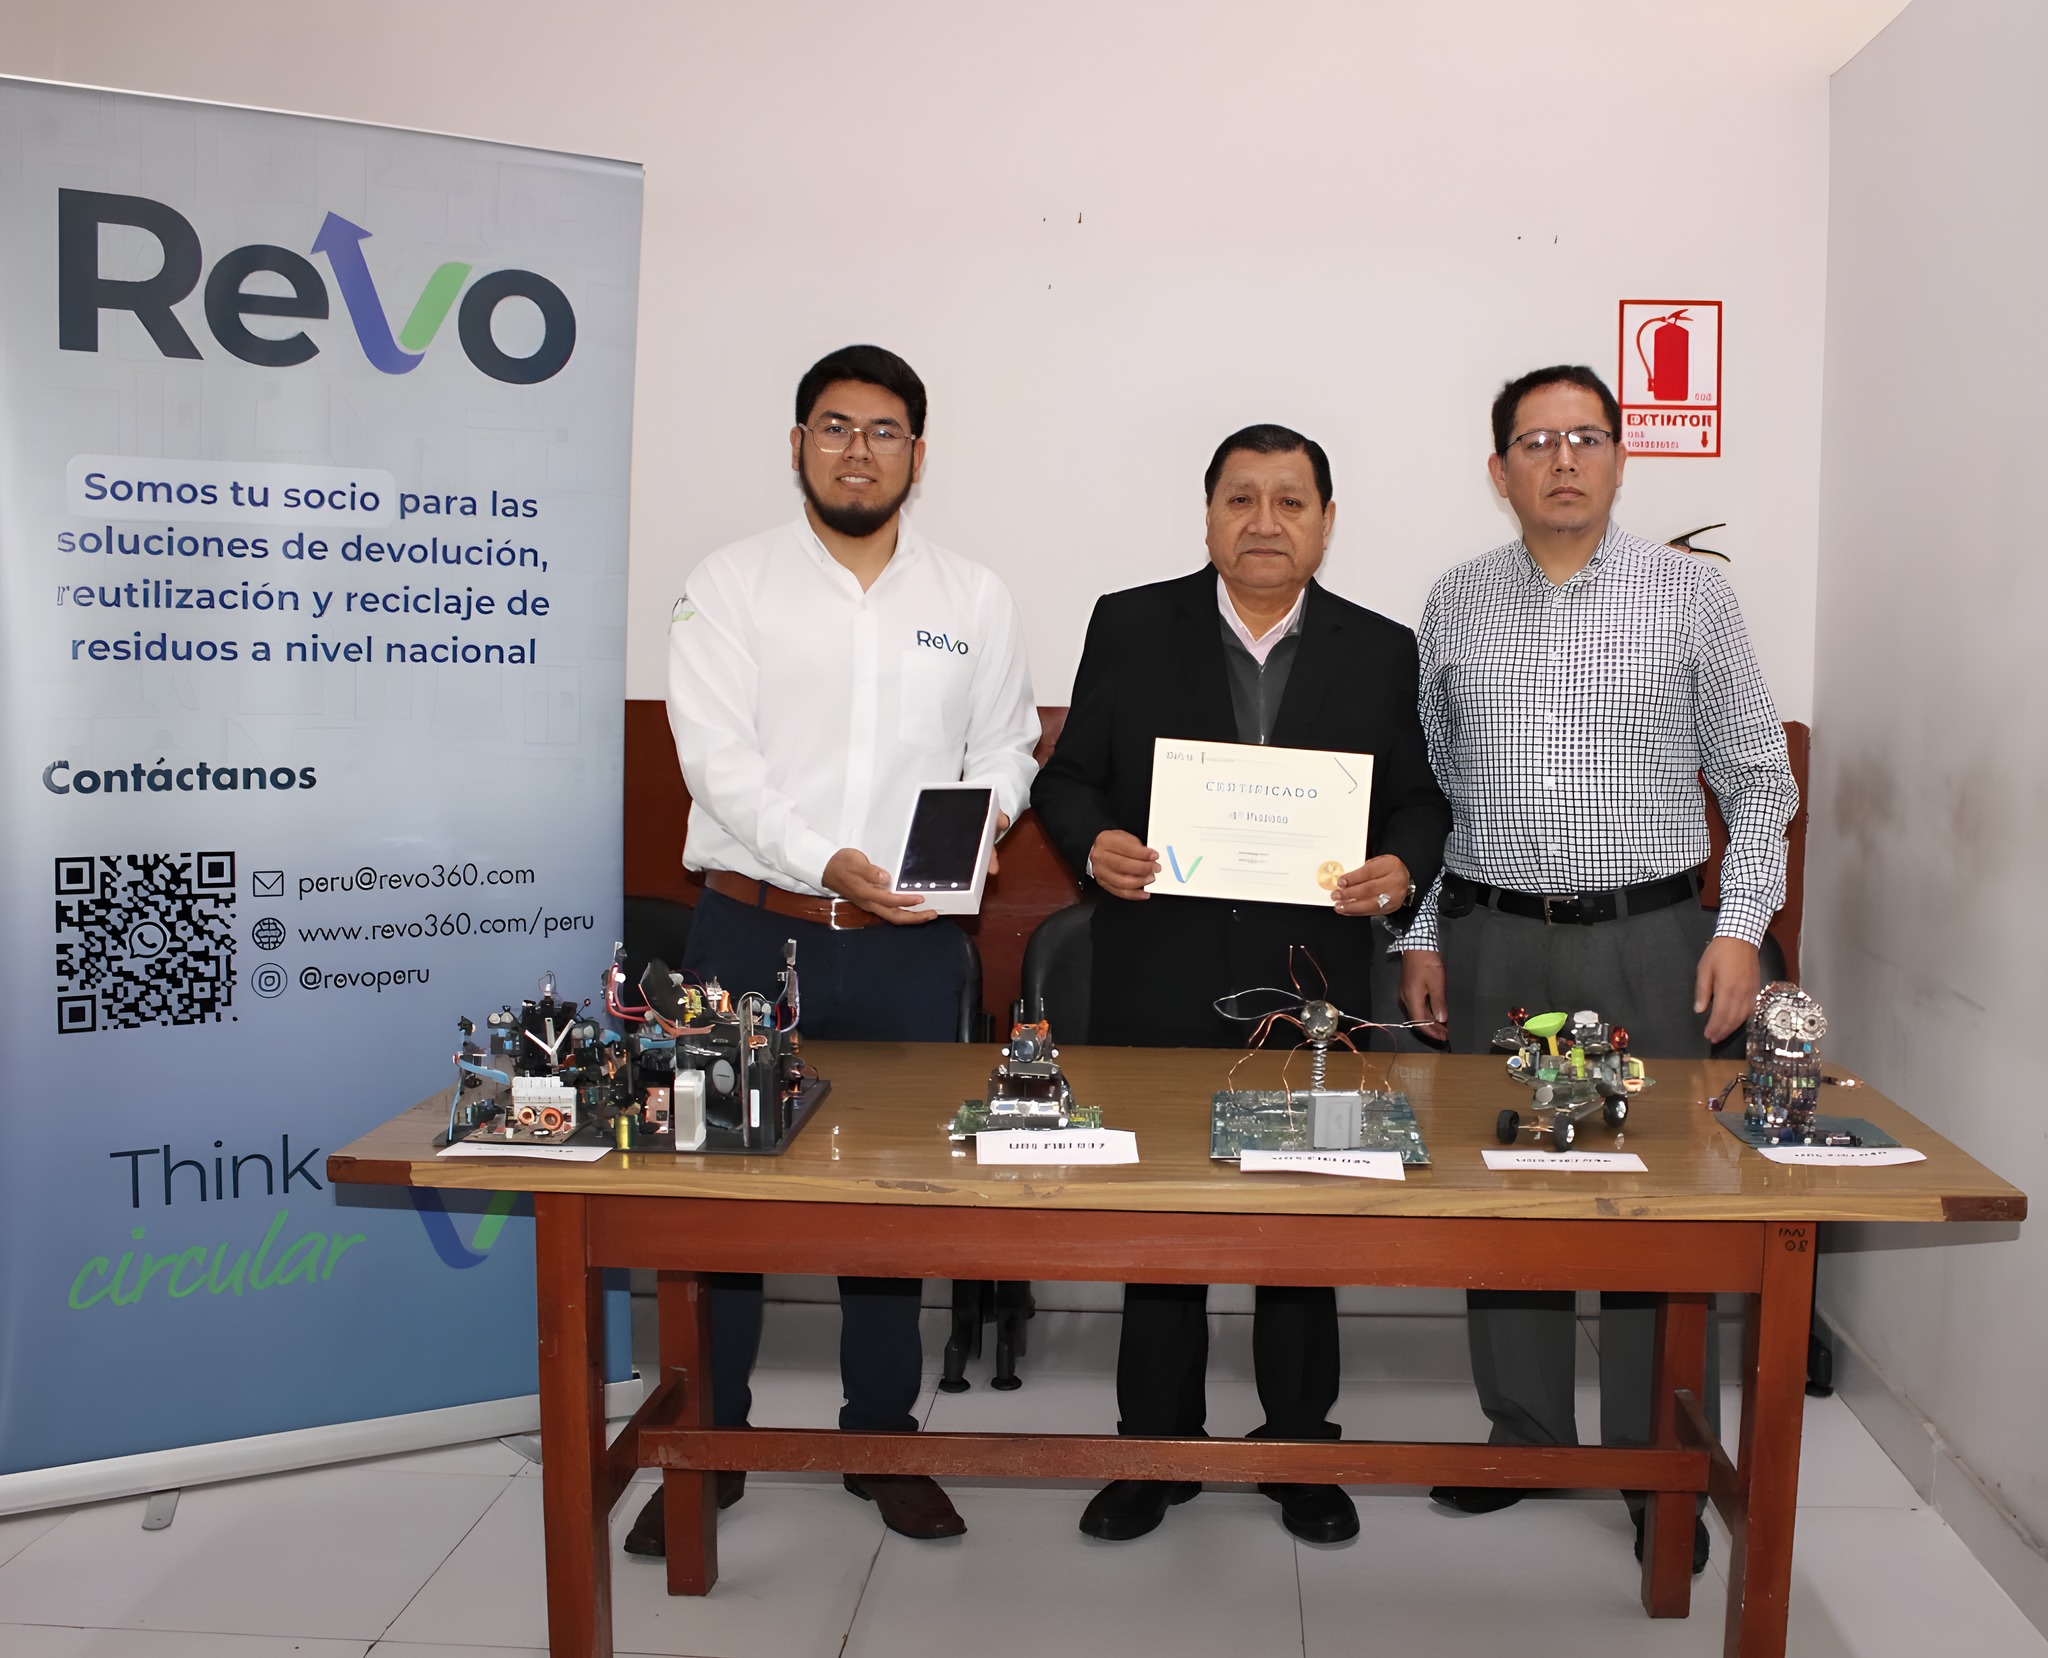 Revo
Somos tu socio para las
soluciones de devolución,
reutilización y reciclaje de
residuos a nivel nacional
Contáctanos
peru@revo360.com
www.revo360.com/peru
@revoperu
Think
circular
Revo
CERTIFICADO
EXTINTOR